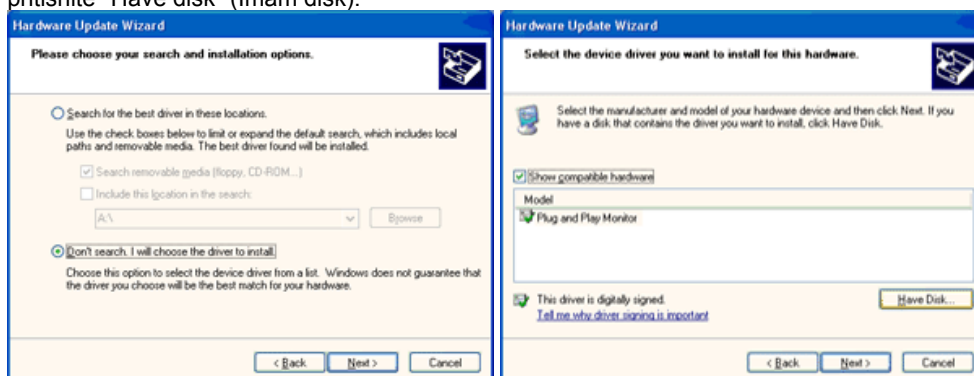 pritisnite "Have disk" (Imam disk).
Hardware Update Wizard
Please choose your search and installation options.
Search for the best driver in these locations.
Use the check boxes below to limit or expand the default search, which includes local
paths and removable media. The best driver found will be installed.
Search removable media (floppy, CD-ROM...)
Include this location in the search:
A:\
Browse
Don't search. I will choose the driver to install.
Choose this option to select the device driver from a list. Windows does not guarantee that
the driver you choose will be the best match for your hardware.
< Back Next > Cancel
Hardware Update Wizard
Select the device driver you want to install for this hardware.
Select the manufacturer and model of your hardware device and then click Next. If you
have a disk that contains the driver you want to install, click Have Disk.
Show compatible hardware
Model
Plug and Play Monitor
This driver is digitally signed.
Have Disk...
Tell me why driver signing is important
< Back Next > Cancel